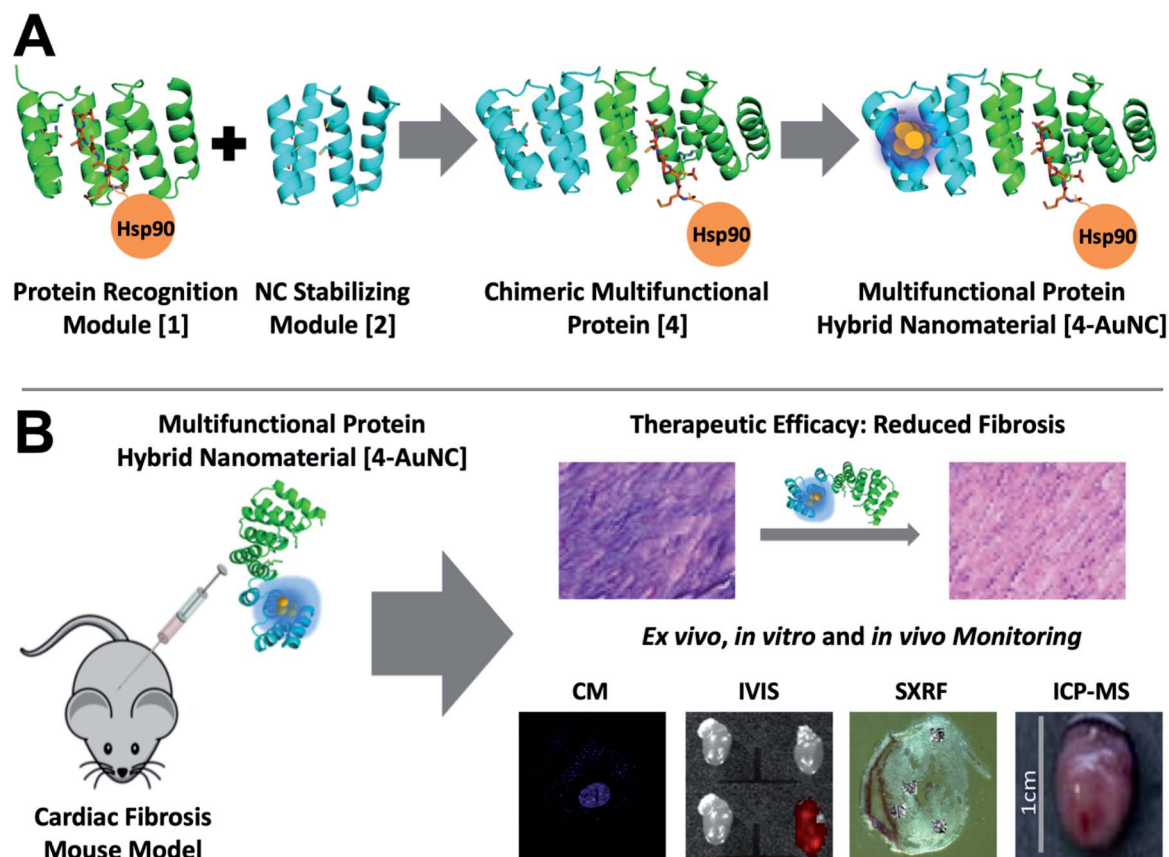 A
Hsp90
Hsp90
Hsp90
Protein Recognition
Module [1]
NC Stabilizing
Module [2]
Chimeric Multifunctional
Protein [4]
Multifunctional Protein
Hybrid Nanomaterial [4-AuNC]
B
Multifunctional Protein
Hybrid Nanomaterial [4-AuNC]
Cardiac Fibrosis
Mouse Model
Therapeutic Efficacy: Reduced Fibrosis
Ex vivo, in vitro and in vivo Monitoring
CM
IVIS
SXRF
ICP-MS
1cm